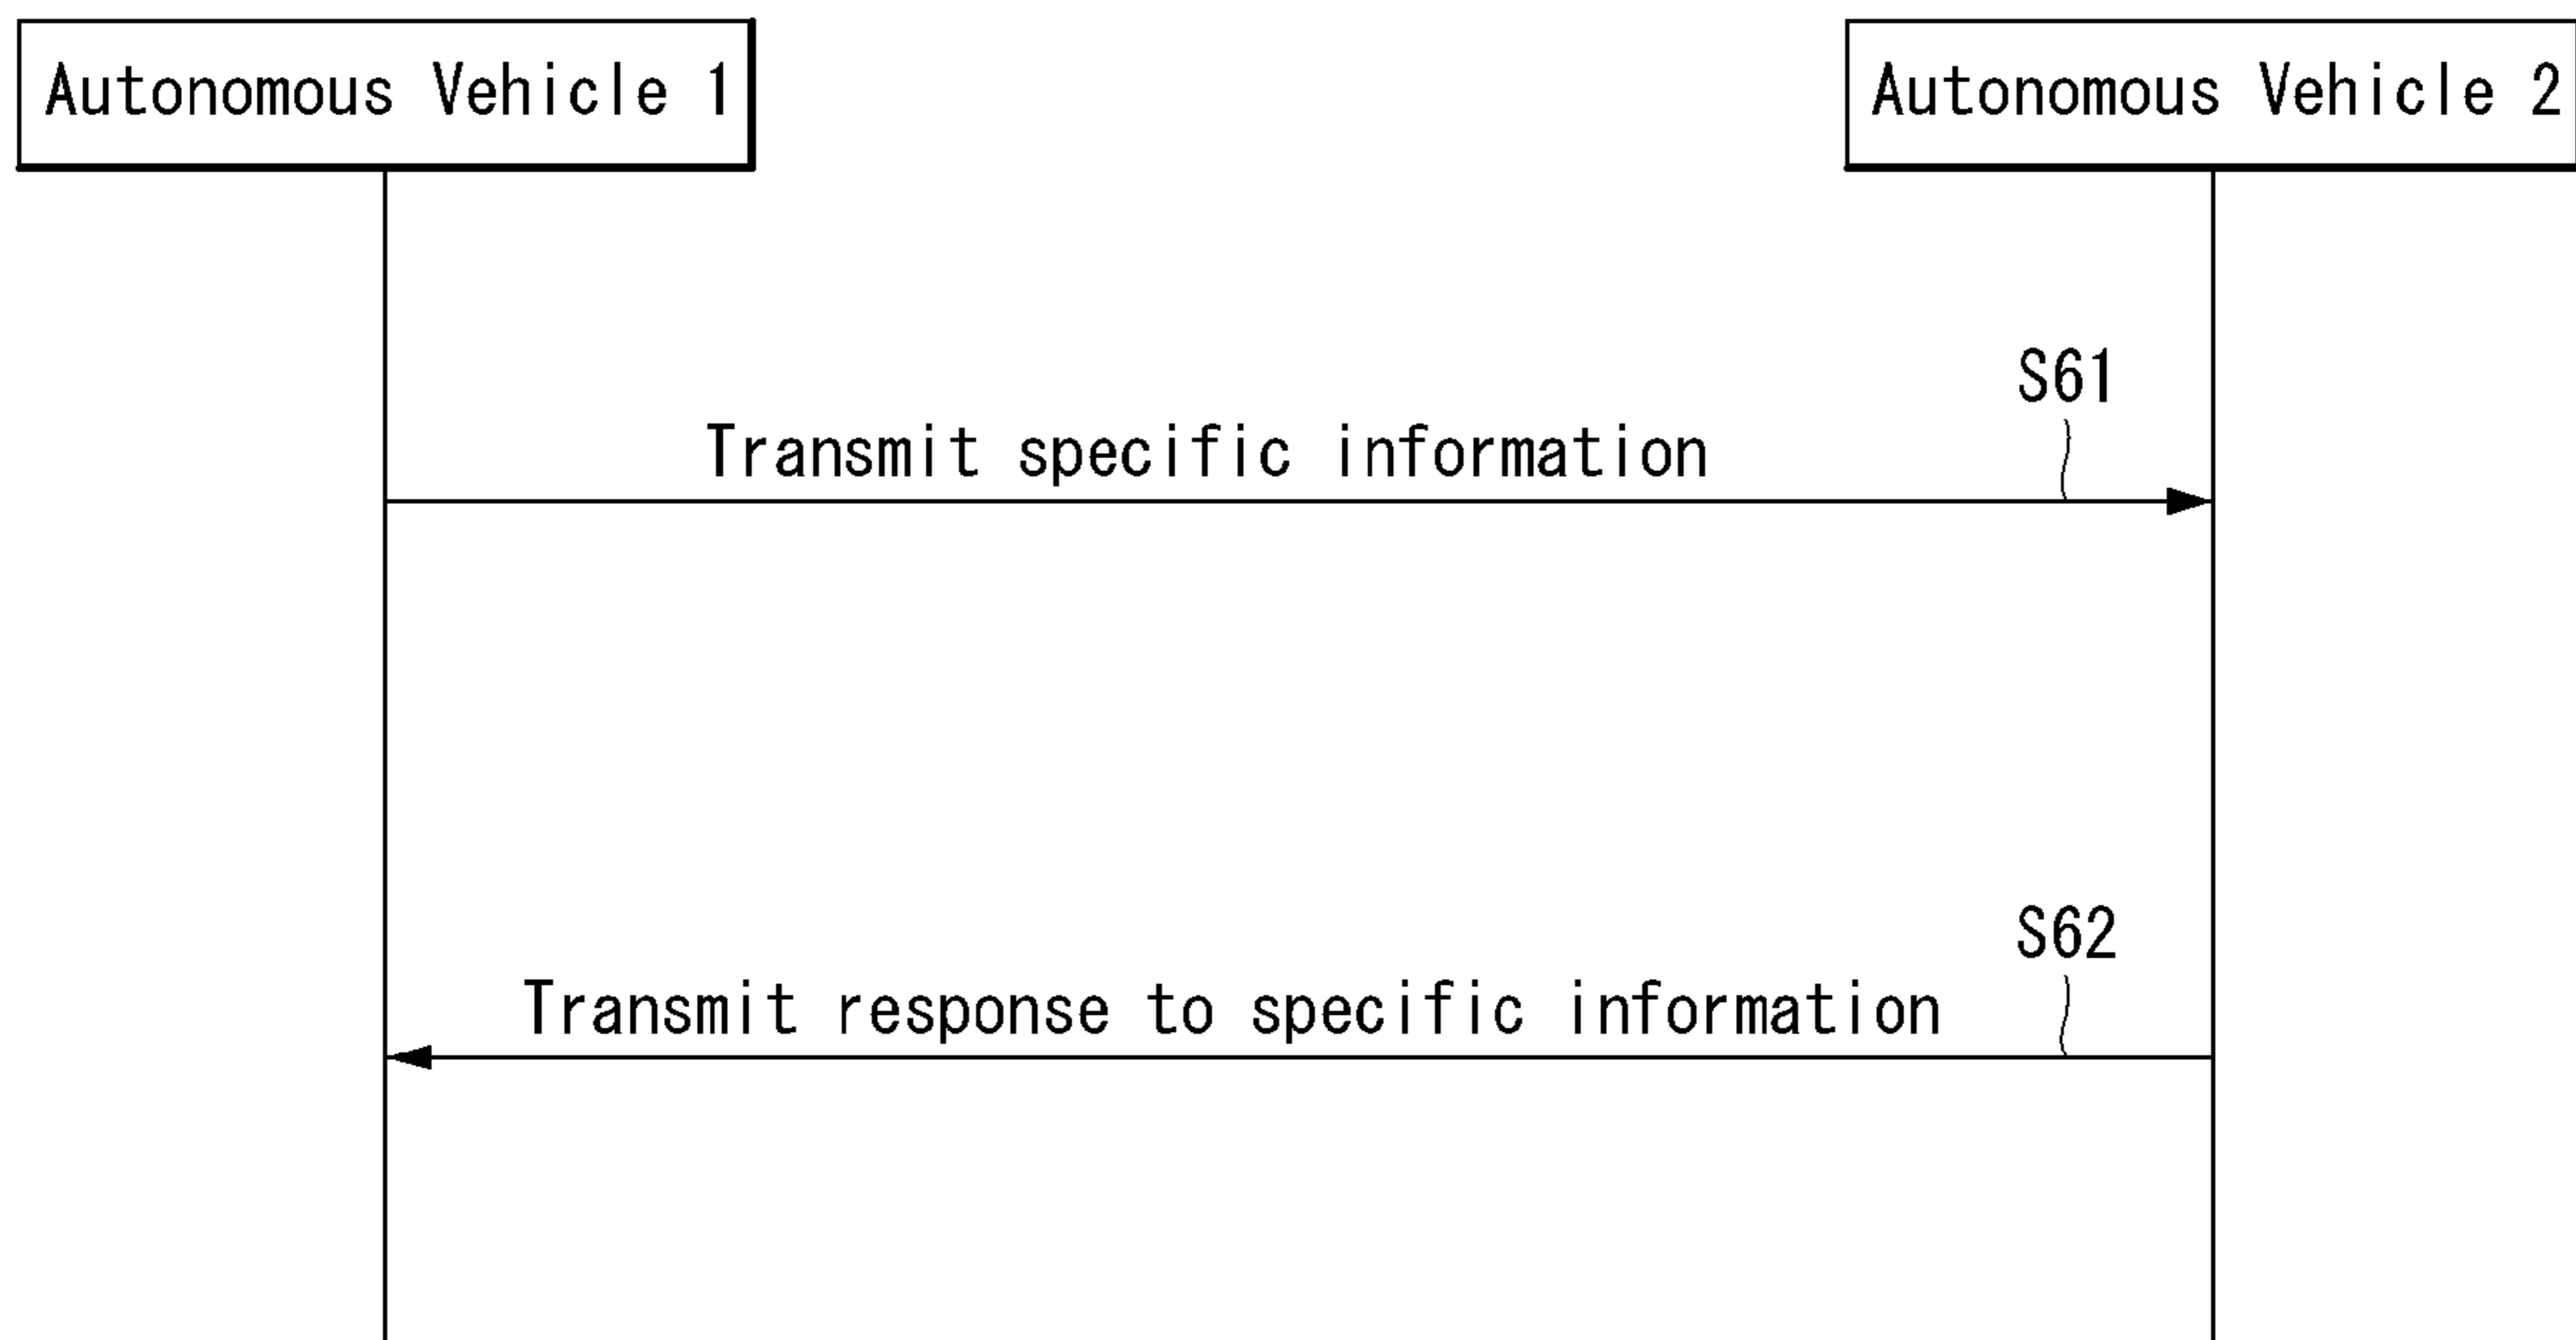 Autonomous Vehicle 1
Autonomous Vehicle 2
S61
Transmit specific information
S62
Transmit response to specific information